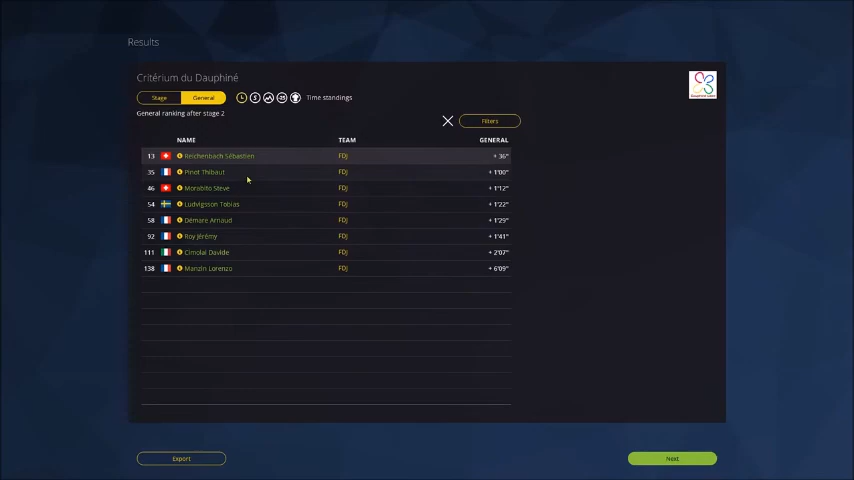 Results
Critérium du Dauphiné
Stage General S 25 Time standings
General ranking after stage 2
Filters
NAME TEAM GENERAL
13 Reichenbach Sébastien FDJ + 36"
35 Pinot Thibaut FDJ + 1'00"
46 Morabito Steve FDJ + 1'12"
54 Ludvigsson Tobias FDJ + 1'22"
58 Démare Arnaud FDJ + 1'29"
92 Roy Jérémy FDJ + 1'41"
111 Cimolai Davide FDJ + 2'07"
138 Manzin Lorenzo FDJ + 6'09"
Export Next